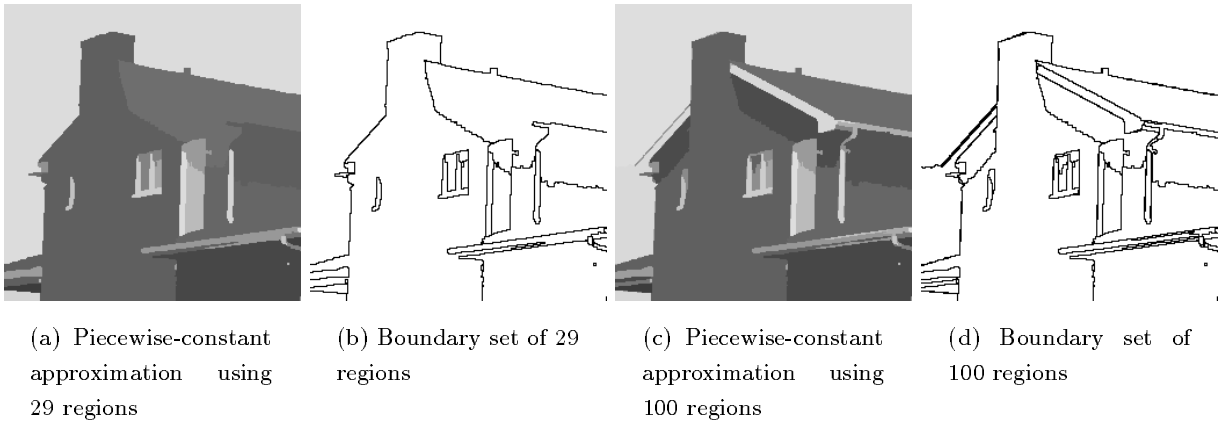 (a) Piecewise-constant
approximation using
29 regions
(b) Boundary set of 29
regions
(c) Piecewise-constant
approximation using
100 regions
(d) Boundary set of
100 regions